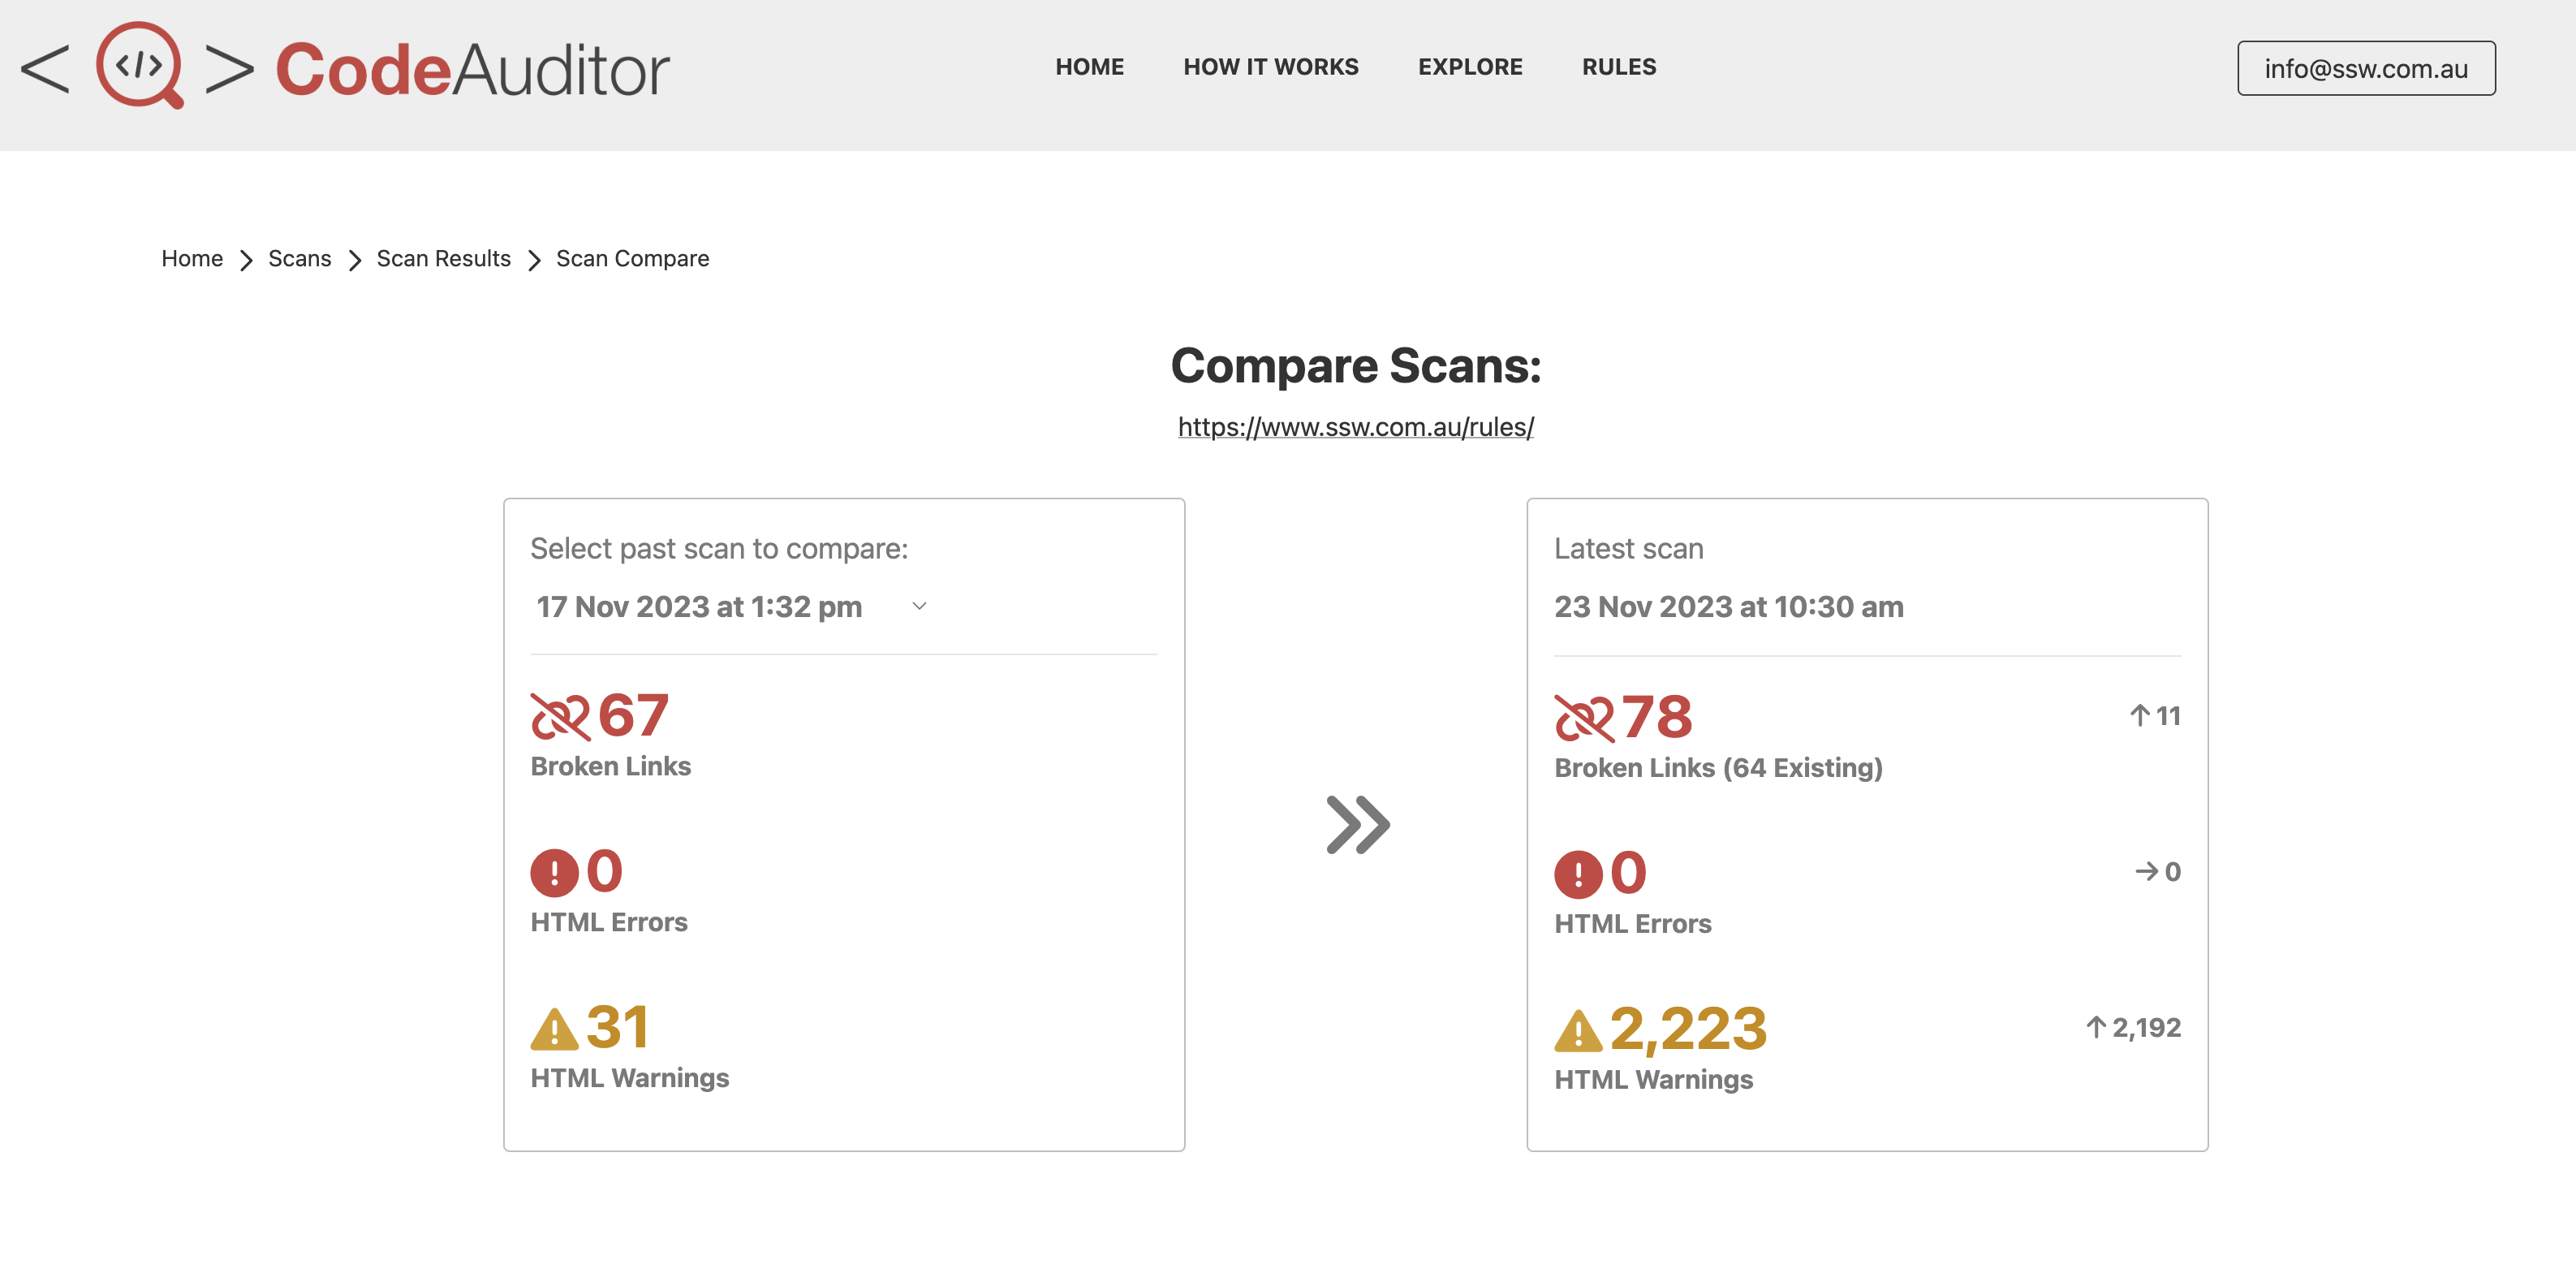 < </> > CodeAuditor
HOME HOW IT WORKS EXPLORE RULES
info@ssw.com.au
Home > Scans > Scan Results > Scan Compare
Compare Scans:
https://www.ssw.com.au/rules/
Select past scan to compare:
17 Nov 2023 at 1:32 pm
67
Broken Links
0
HTML Errors
31
HTML Warnings
Latest scan
23 Nov 2023 at 10:30 am
78 ↑ 11
Broken Links (64 Existing)
0 → 0
HTML Errors
2,223 ↑ 2,192
HTML Warnings